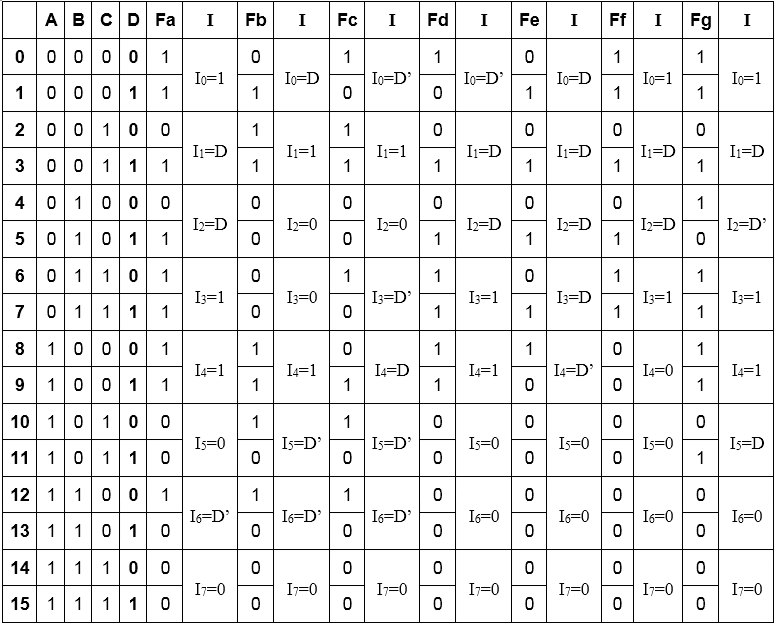 A B C D Fa I Fb I Fc I Fd I Fe I Ff I Fg I
0 0 0 0 0 1 I₀=1 0 I₀=D 1 I₀=D’ 1 I₀=D’ 0 I₀=D 1 I₀=1 1 I₀=1
1 0 0 0 1 1 1 0 0 1 1 1
2 0 0 1 0 0 I₁=D 1 I₁=1 1 I₁=1 0 I₁=D 0 I₁=D 0 I₁=D 0 I₁=D
3 0 0 1 1 1 1 1 1 1 1 1
4 0 1 0 0 0 I₂=D 0 I₂=0 0 I₂=0 0 I₂=D 0 I₂=D 0 I₂=D 1 I₂=D’
5 0 1 0 1 1 0 0 1 1 1 0
6 0 1 1 0 1 I₃=1 0 I₃=0 1 I₃=D’ 1 I₃=1 0 I₃=D 1 I₃=1 1 I₃=1
7 0 1 1 1 1 0 0 1 1 1 1
8 1 0 0 0 1 I₄=1 1 I₄=1 0 I₄=D 1 I₄=1 1 I₄=D’ 0 I₄=0 1 I₄=1
9 1 0 0 1 1 1 1 1 0 0 1
10 1 0 1 0 0 I₅=0 1 I₅=D’ 1 I₅=D’ 0 I₅=0 0 I₅=0 0 I₅=0 0 I₅=D
11 1 0 1 1 0 0 0 0 0 0 1
12 1 1 0 0 1 I₆=D’ 1 I₆=D’ 1 I₆=D’ 0 I₆=0 0 I₆=0 0 I₆=0 0 I₆=0
13 1 1 0 1 0 0 0 0 0 0 0
14 1 1 1 0 0 I₇=0 0 I₇=0 0 I₇=0 0 I₇=0 0 I₇=0 0 I₇=0 0 I₇=0
15 1 1 1 1 0 0 0 0 0 0 0